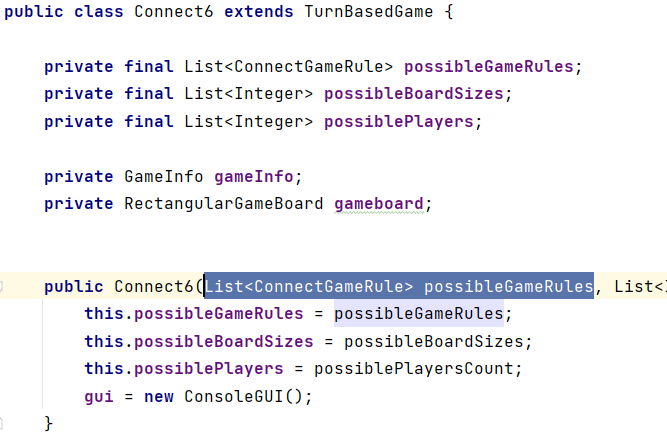 public class Connect6 extends TurnBasedGame {
private final List<ConnectGameRule> possibleGameRules;
private final List<Integer> possibleBoardSizes;
private final List<Integer> possiblePlayers;
private GameInfo gameInfo;
private RectangularGameBoard gameboard;
public Connect6(List<ConnectGameRule> possibleGameRules, List<
this.possibleGameRules = possibleGameRules;
this.possibleBoardSizes = possibleBoardSizes;
this.possiblePlayers = possiblePlayersCount;
gui = new ConsoleGUI();
}